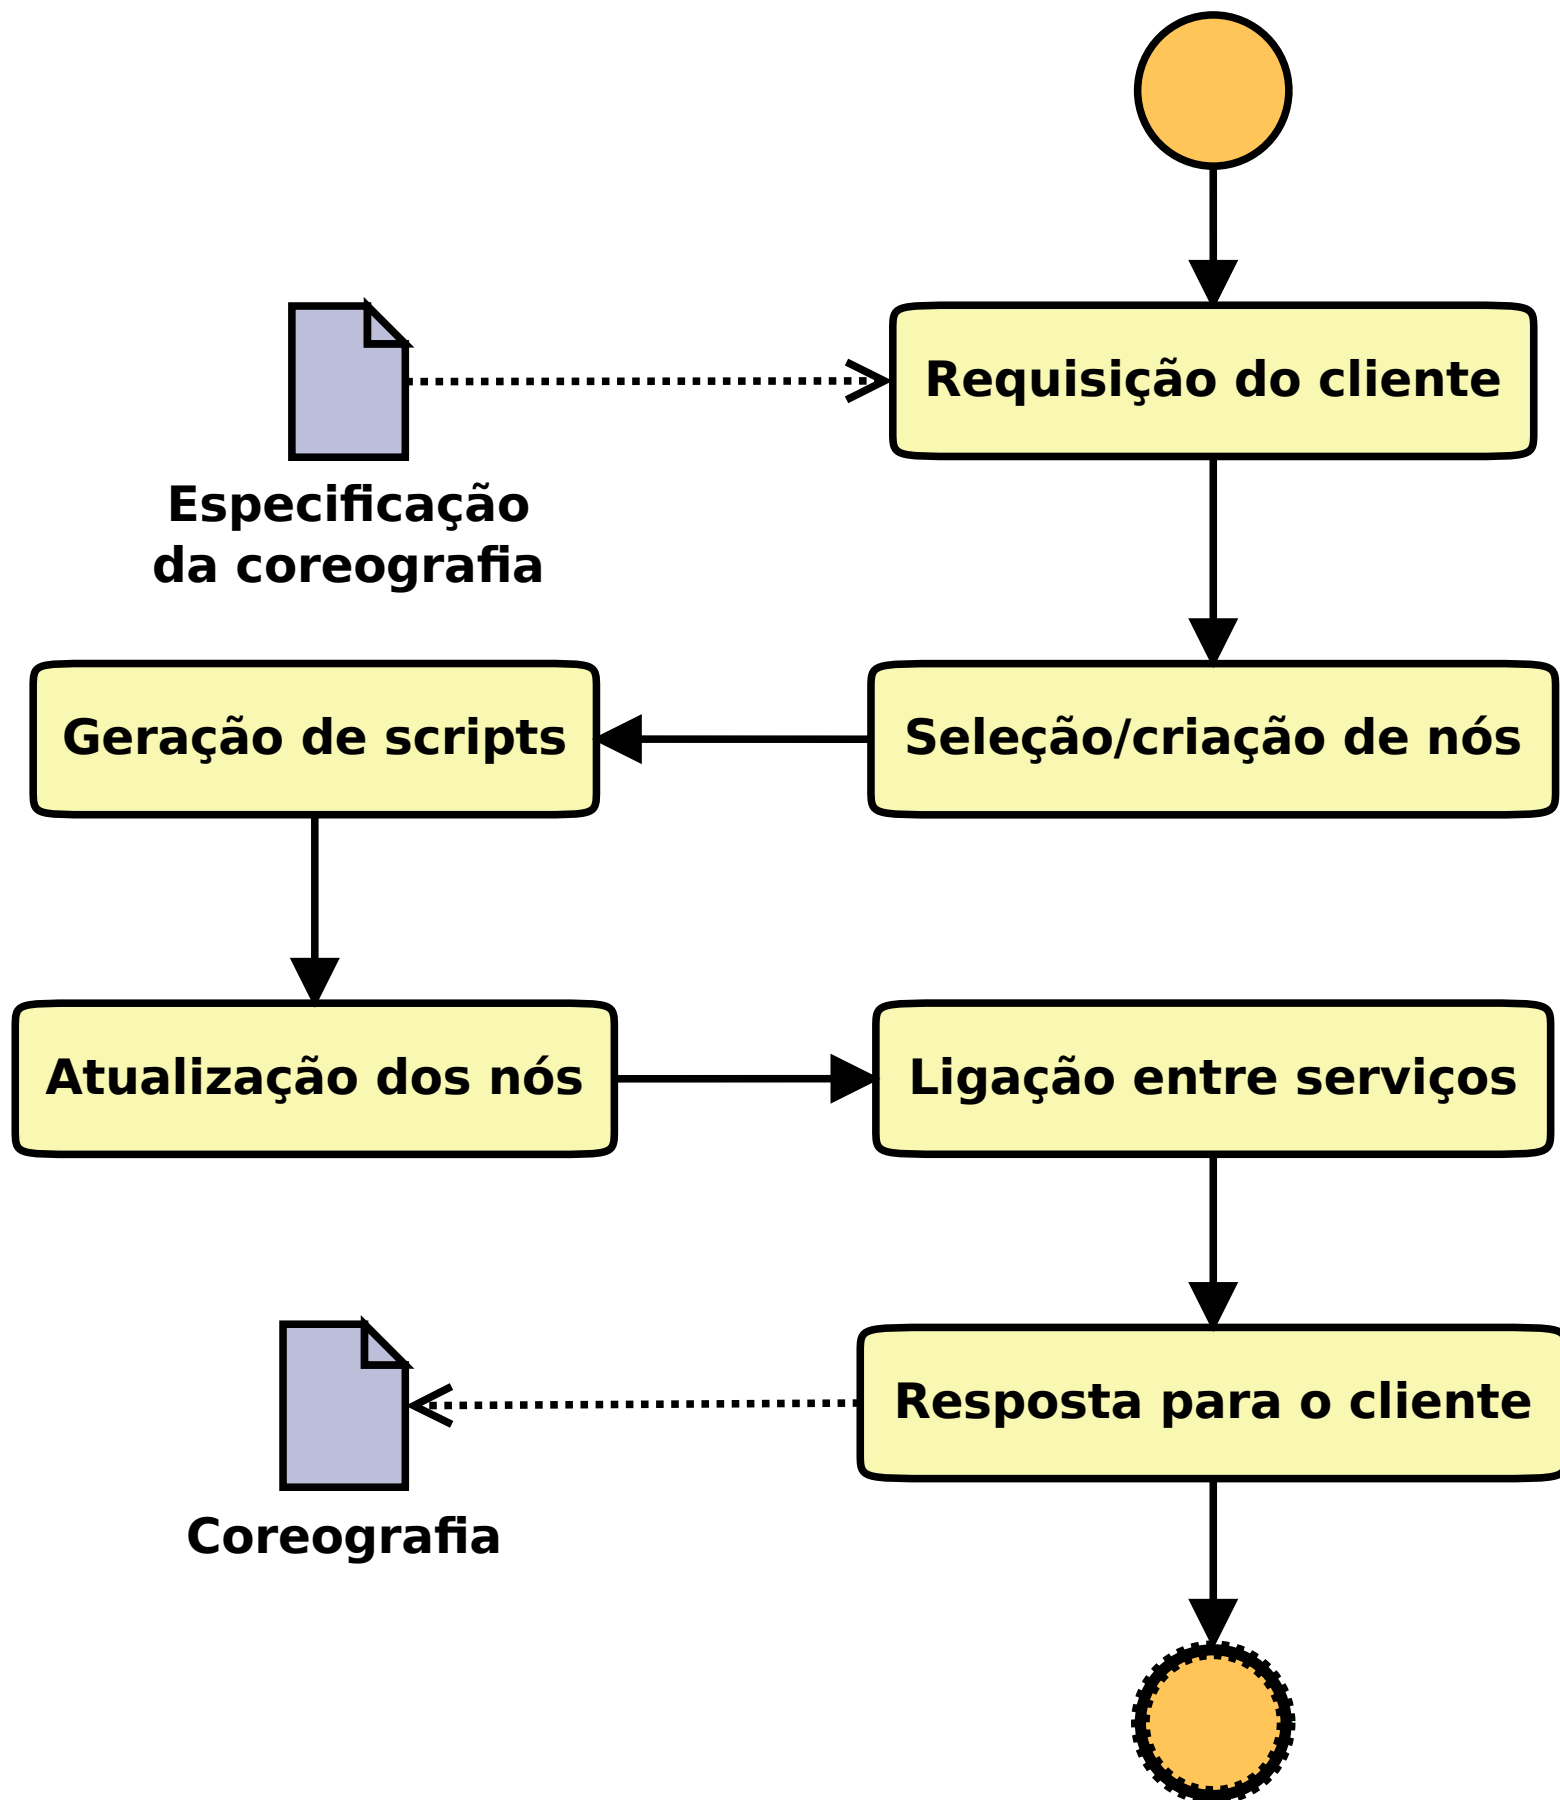 Requisição do cliente
Especificação
da coreografia
Seleção/criação de nós
Geração de scripts
Atualização dos nós
Ligação entre serviços
Resposta para o cliente
Coreografia